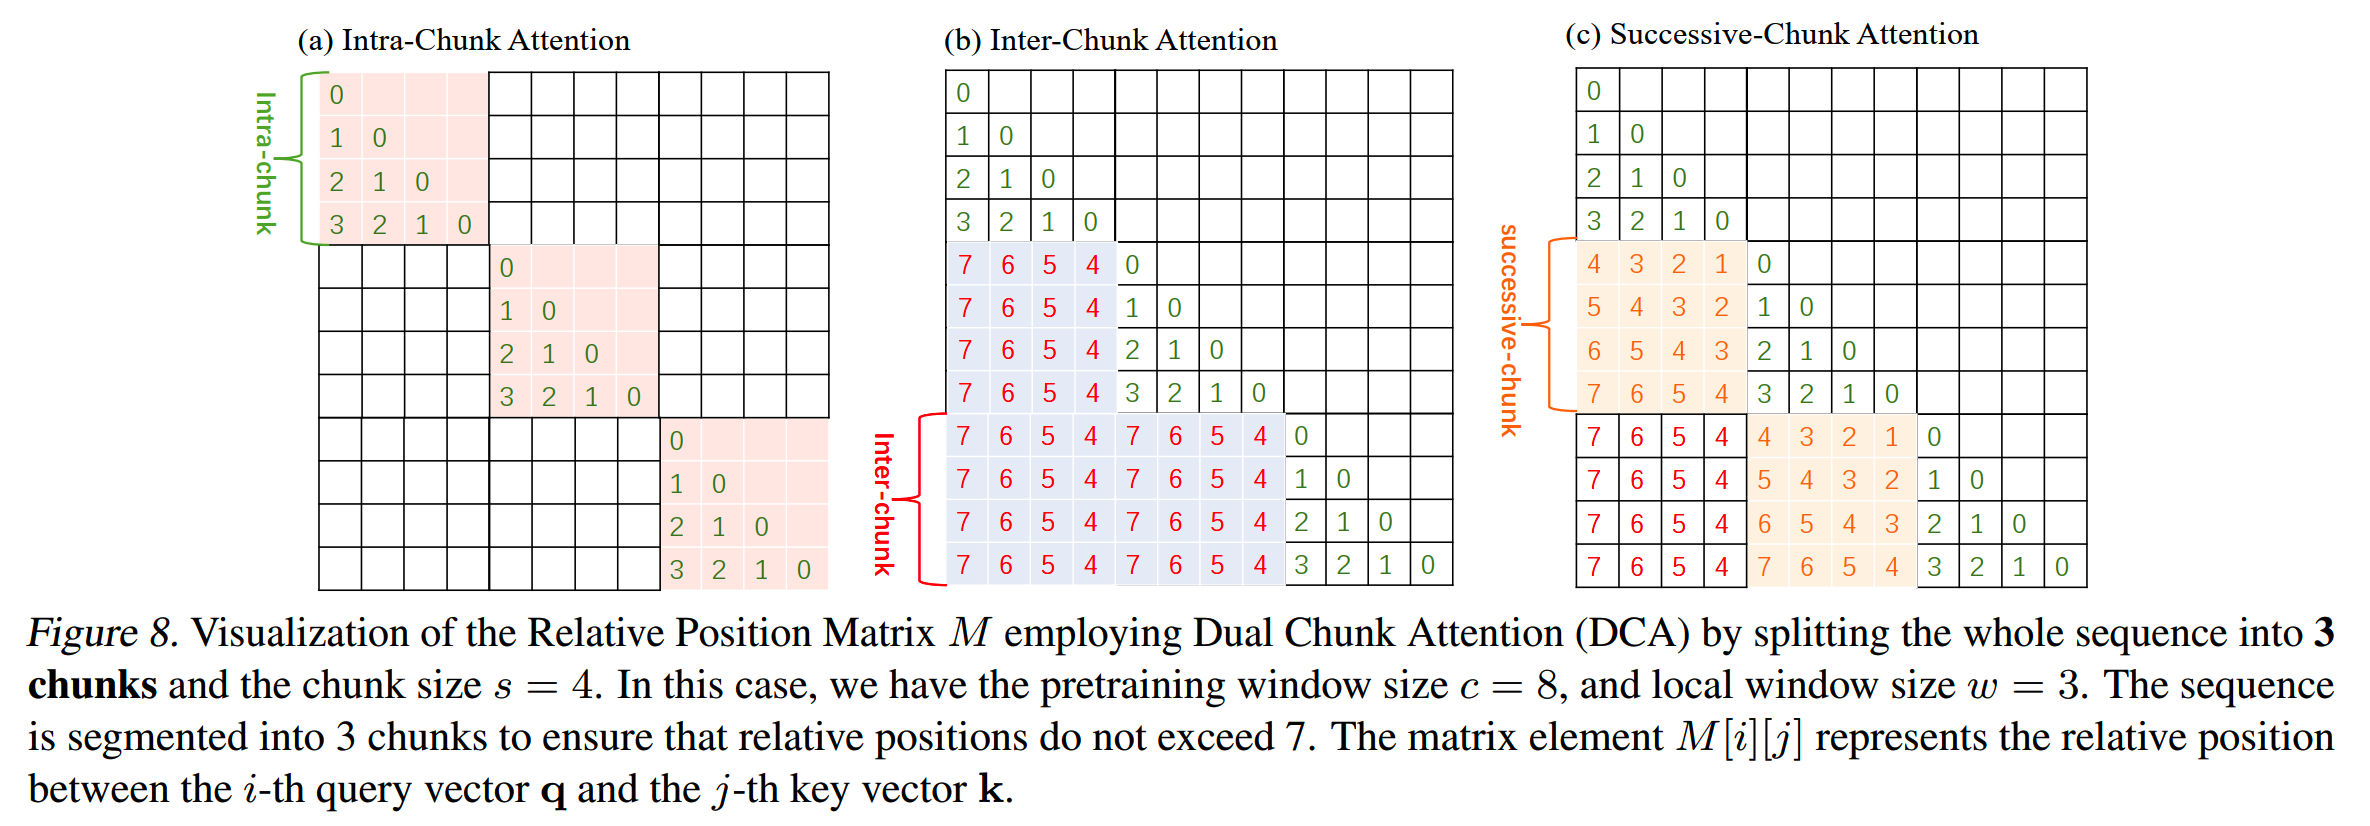 (a) Intra-Chunk Attention
Intra-chunk
0
1 0
2 1 0
3 2 1 0
0
1 0
2 1 0
3 2 1 0
0
1 0
2 1 0
3 2 1 0
(b) Inter-Chunk Attention
Inter-chunk
0
1 0
2 1 0
3 2 1 0
7 6 5 4 0
7 6 5 4 1 0
7 6 5 4 2 1 0
7 6 5 4 3 2 1 0
7 6 5 4 7 6 5 4 0
7 6 5 4 7 6 5 4 1 0
7 6 5 4 7 6 5 4 2 1 0
7 6 5 4 7 6 5 4 3 2 1 0
(c) Successive-Chunk Attention
successive-chunk
0
1 0
2 1 0
3 2 1 0
4 3 2 1 0
5 4 3 2 1 0
6 5 4 3 2 1 0
7 6 5 4 3 2 1 0
7 6 5 4 4 3 2 1 0
7 6 5 4 5 4 3 2 1 0
7 6 5 4 6 5 4 3 2 1 0
7 6 5 4 7 6 5 4 3 2 1 0
Figure 8. Visualization of the Relative Position Matrix M employing Dual Chunk Attention (DCA) by splitting the whole sequence into 3
chunks and the chunk size s = 4. In this case, we have the pretraining window size c = 8, and local window size w = 3. The sequence
is segmented into 3 chunks to ensure that relative positions do not exceed 7. The matrix element M[i][j] represents the relative position
between the i-th query vector q and the j-th key vector k.